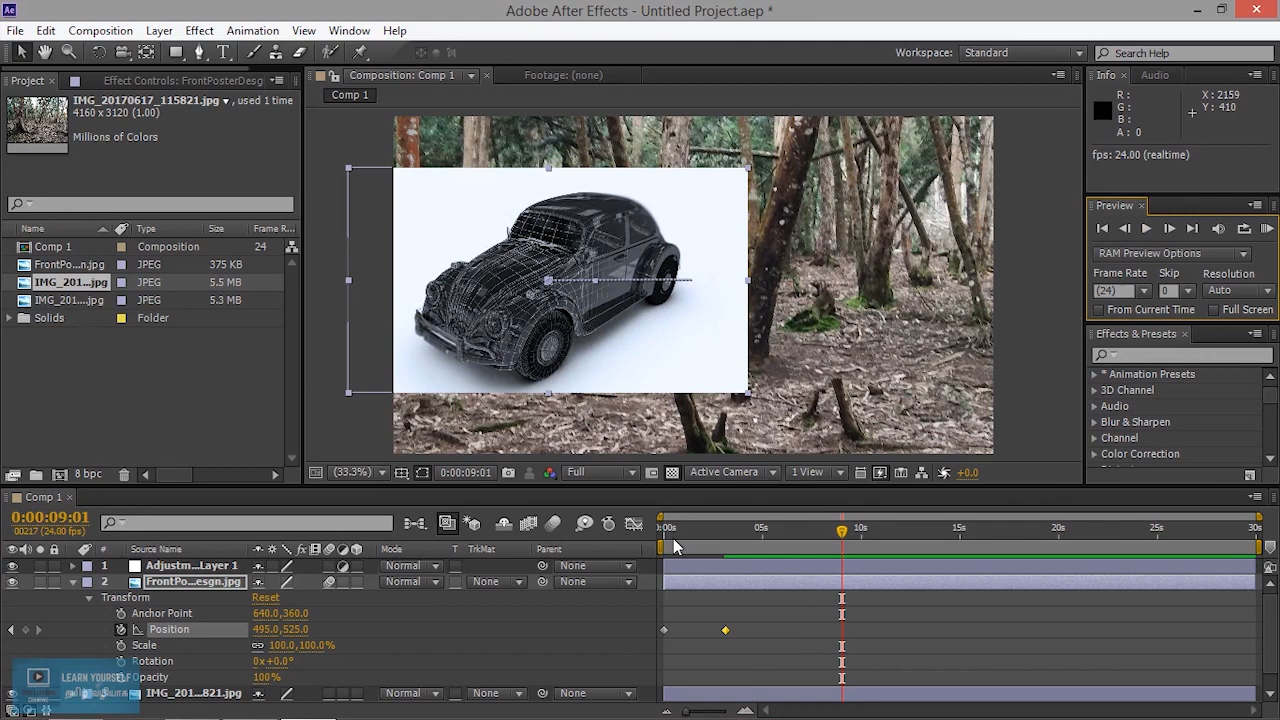 Ae
Adobe After Effects - Untitled Project.aep *
File Edit Composition Layer Effect Animation View Window Help
Workspace: Standard
Search Help
Project
Effect Controls: FrontPosterDesg
Composition: Comp 1
Footage: (none)
Info
Audio
IMG_20170617_115821.jpg , used 1 time
4160 x 3120 (1.00)
Millions of Colors
Comp 1
R :
G :
B :
A : 0
X : 2159
Y : 410
fps: 24.00 (realtime)
Preview
RAM Preview Options
Frame Rate Skip Resolution
(24) 0 Auto
From Current Time Full Screen
Name Type Size Frame R...
Comp 1 Composition 24
FrontPo...n.jpg JPEG 375 KB
IMG_201...jpg JPEG 5.5 MB
IMG_201...jpg JPEG 5.3 MB
Solids Folder
Effects & Presets
* Animation Presets
3D Channel
Audio
Blur & Sharpen
Channel
Color Correction
8 bpc
(33.3%) 0:00:09:01 Full Active Camera 1 View +0.0
Comp 1
0:00:09:01
00217 (24.00 fps)
:00s 05s 10s 15s 20s 25s 30s
# Source Name Mode T TrkMat Parent
1 Adjustm...Layer 1 Normal None
2 FrontPo...esgn.jpg Normal None None
Transform Reset
Anchor Point 640.0,360.0
Position 495.0,525.0
Scale 100.0,100.0%
Rotation 0x+0.0°
Opacity 100%
LEARN YOURSELF
IMG_201...821.jpg Normal None None